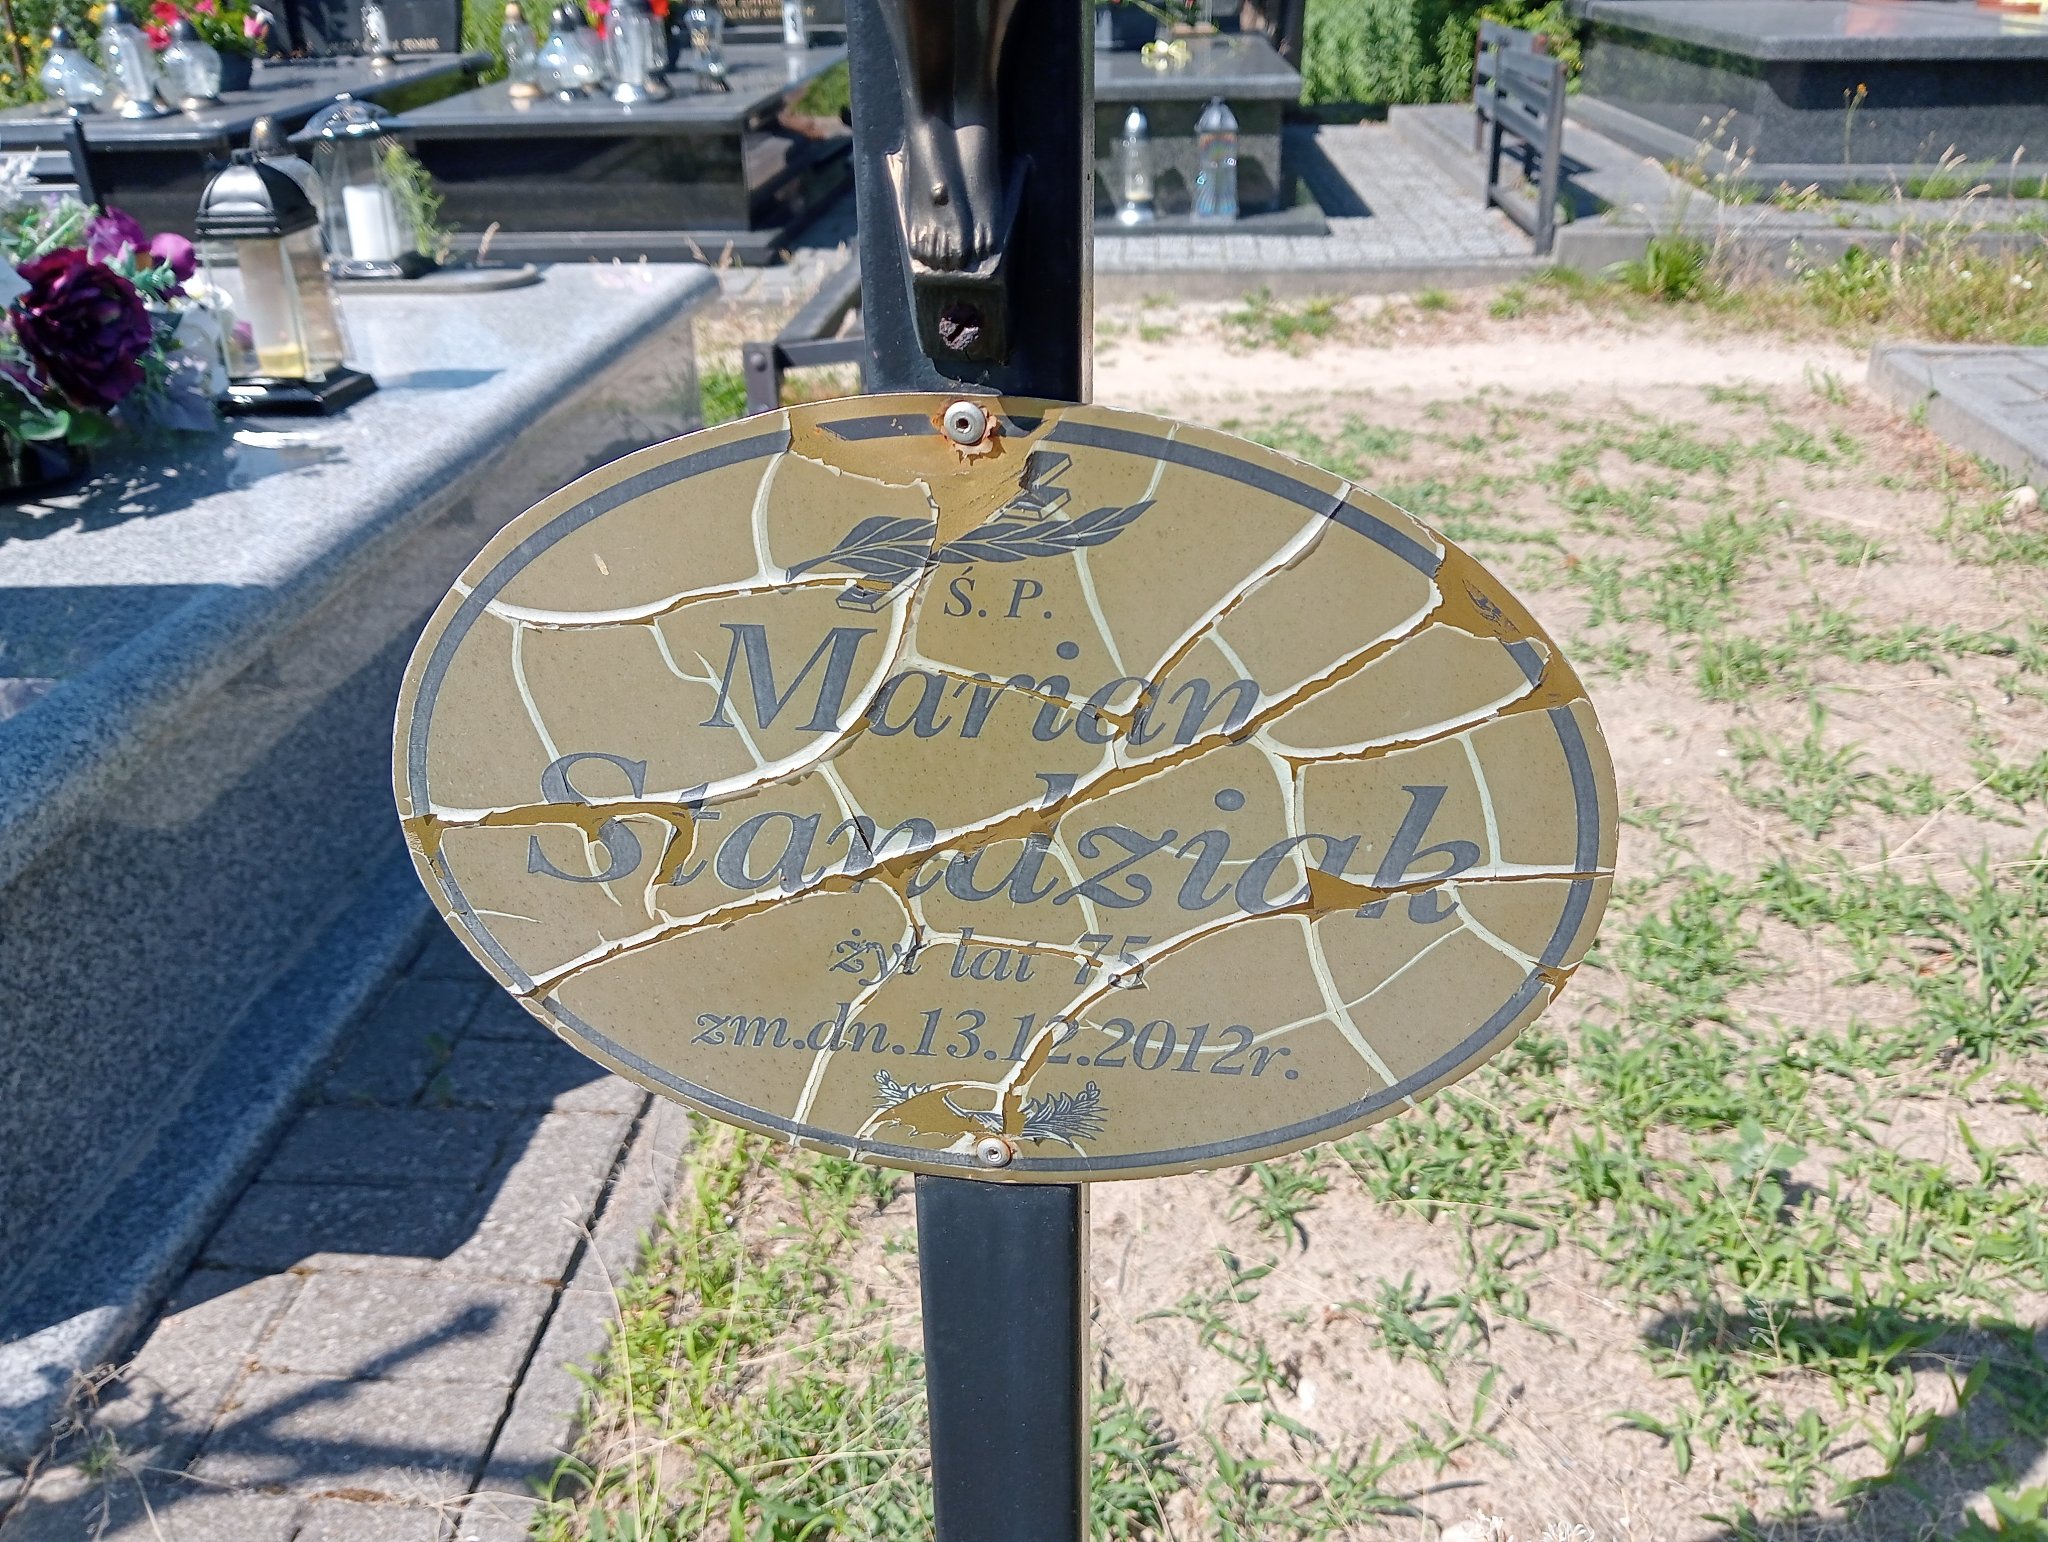 Ś. P.
Marian
Standziak
żył lat 75
zm.dn.13.12.2012r.